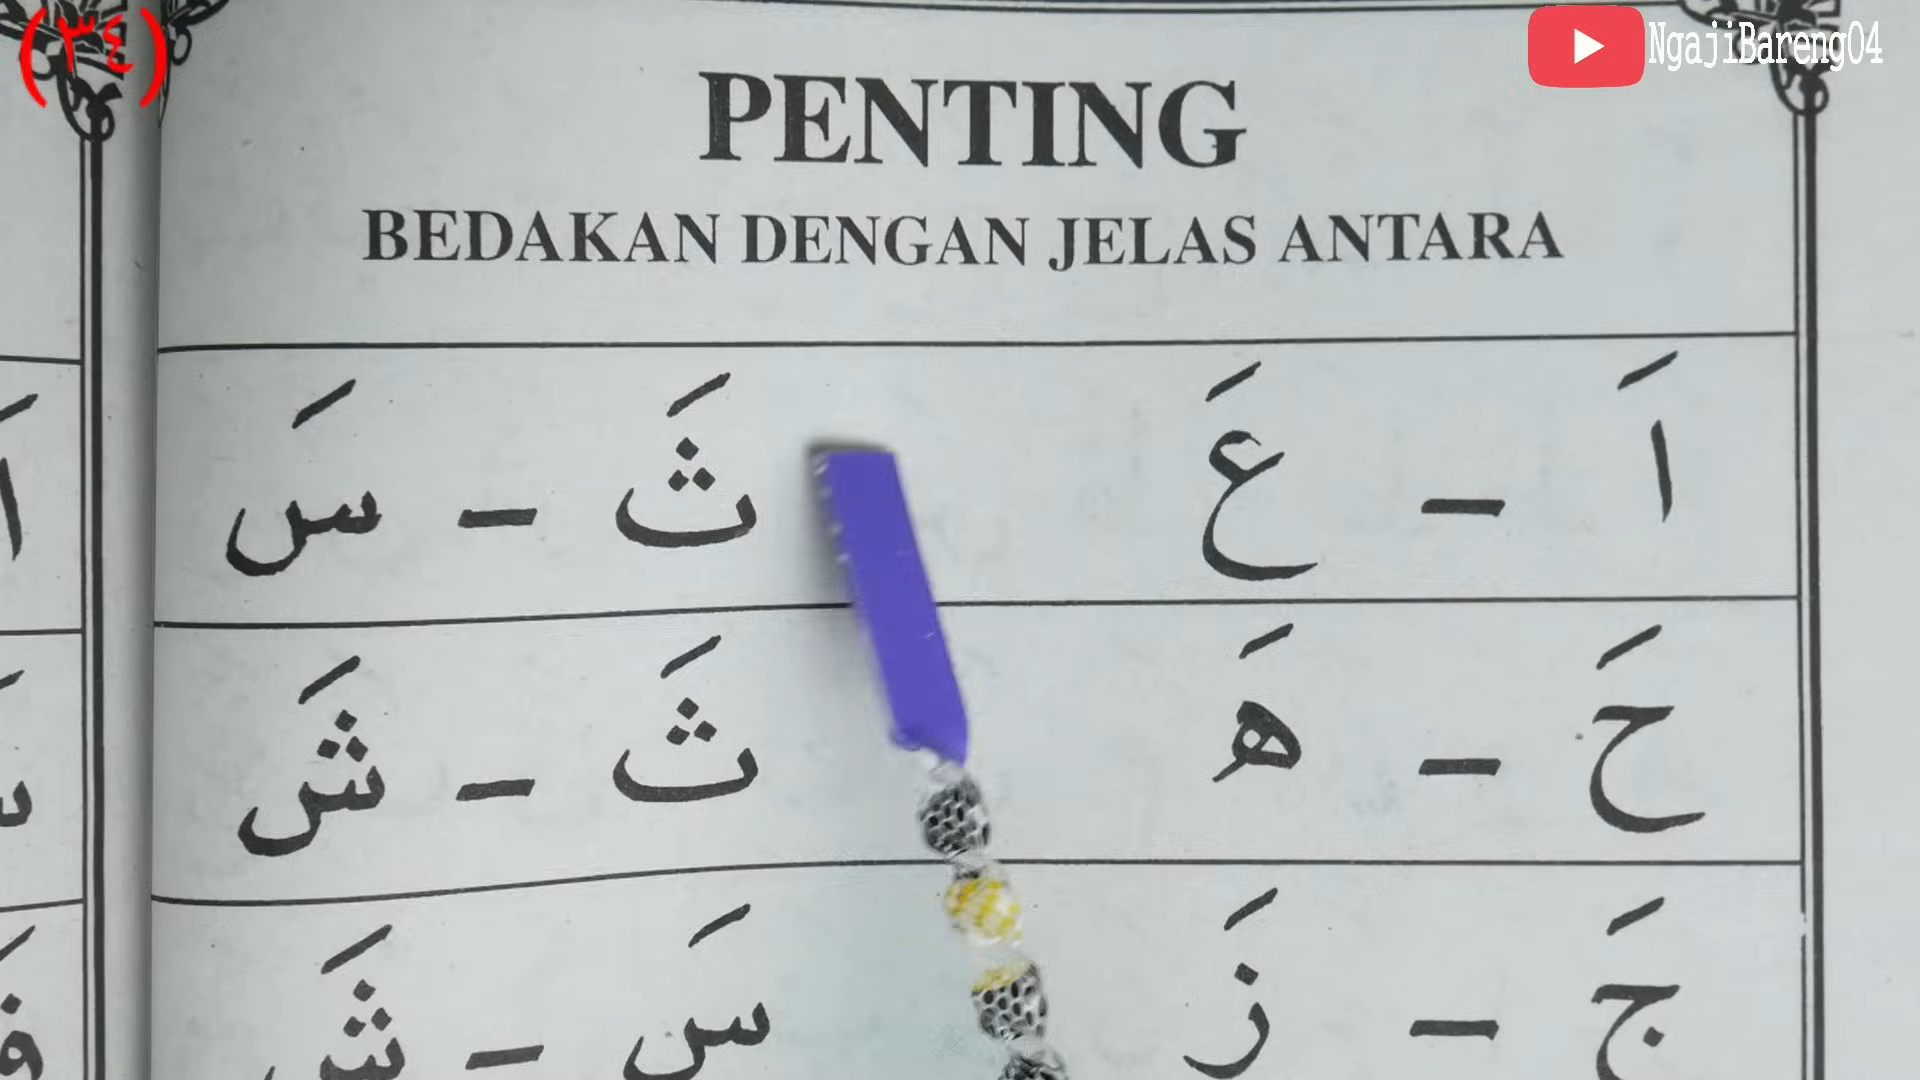 (٣٤)
NgajiBareng04
PENTING
BEDAKAN DENGAN JELAS ANTARA
اَ - عَ
ثَ - سَ
حَ - هَ
ثَ - شَ
جَ - زَ
سَ - شَ